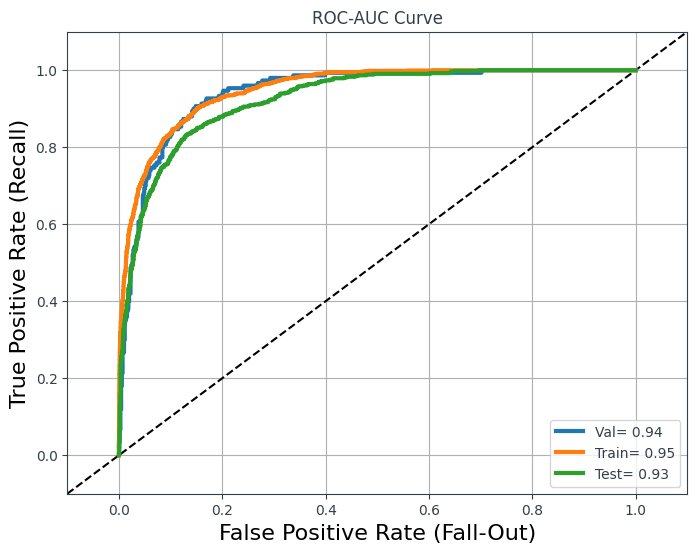 ROC-AUC Curve
True Positive Rate (Recall)
1.0
0.8
0.6
0.4
0.2
0.0
Val= 0.94
Train= 0.95
Test= 0.93
0.0 0.2 0.4 0.6 0.8 1.0
False Positive Rate (Fall-Out)